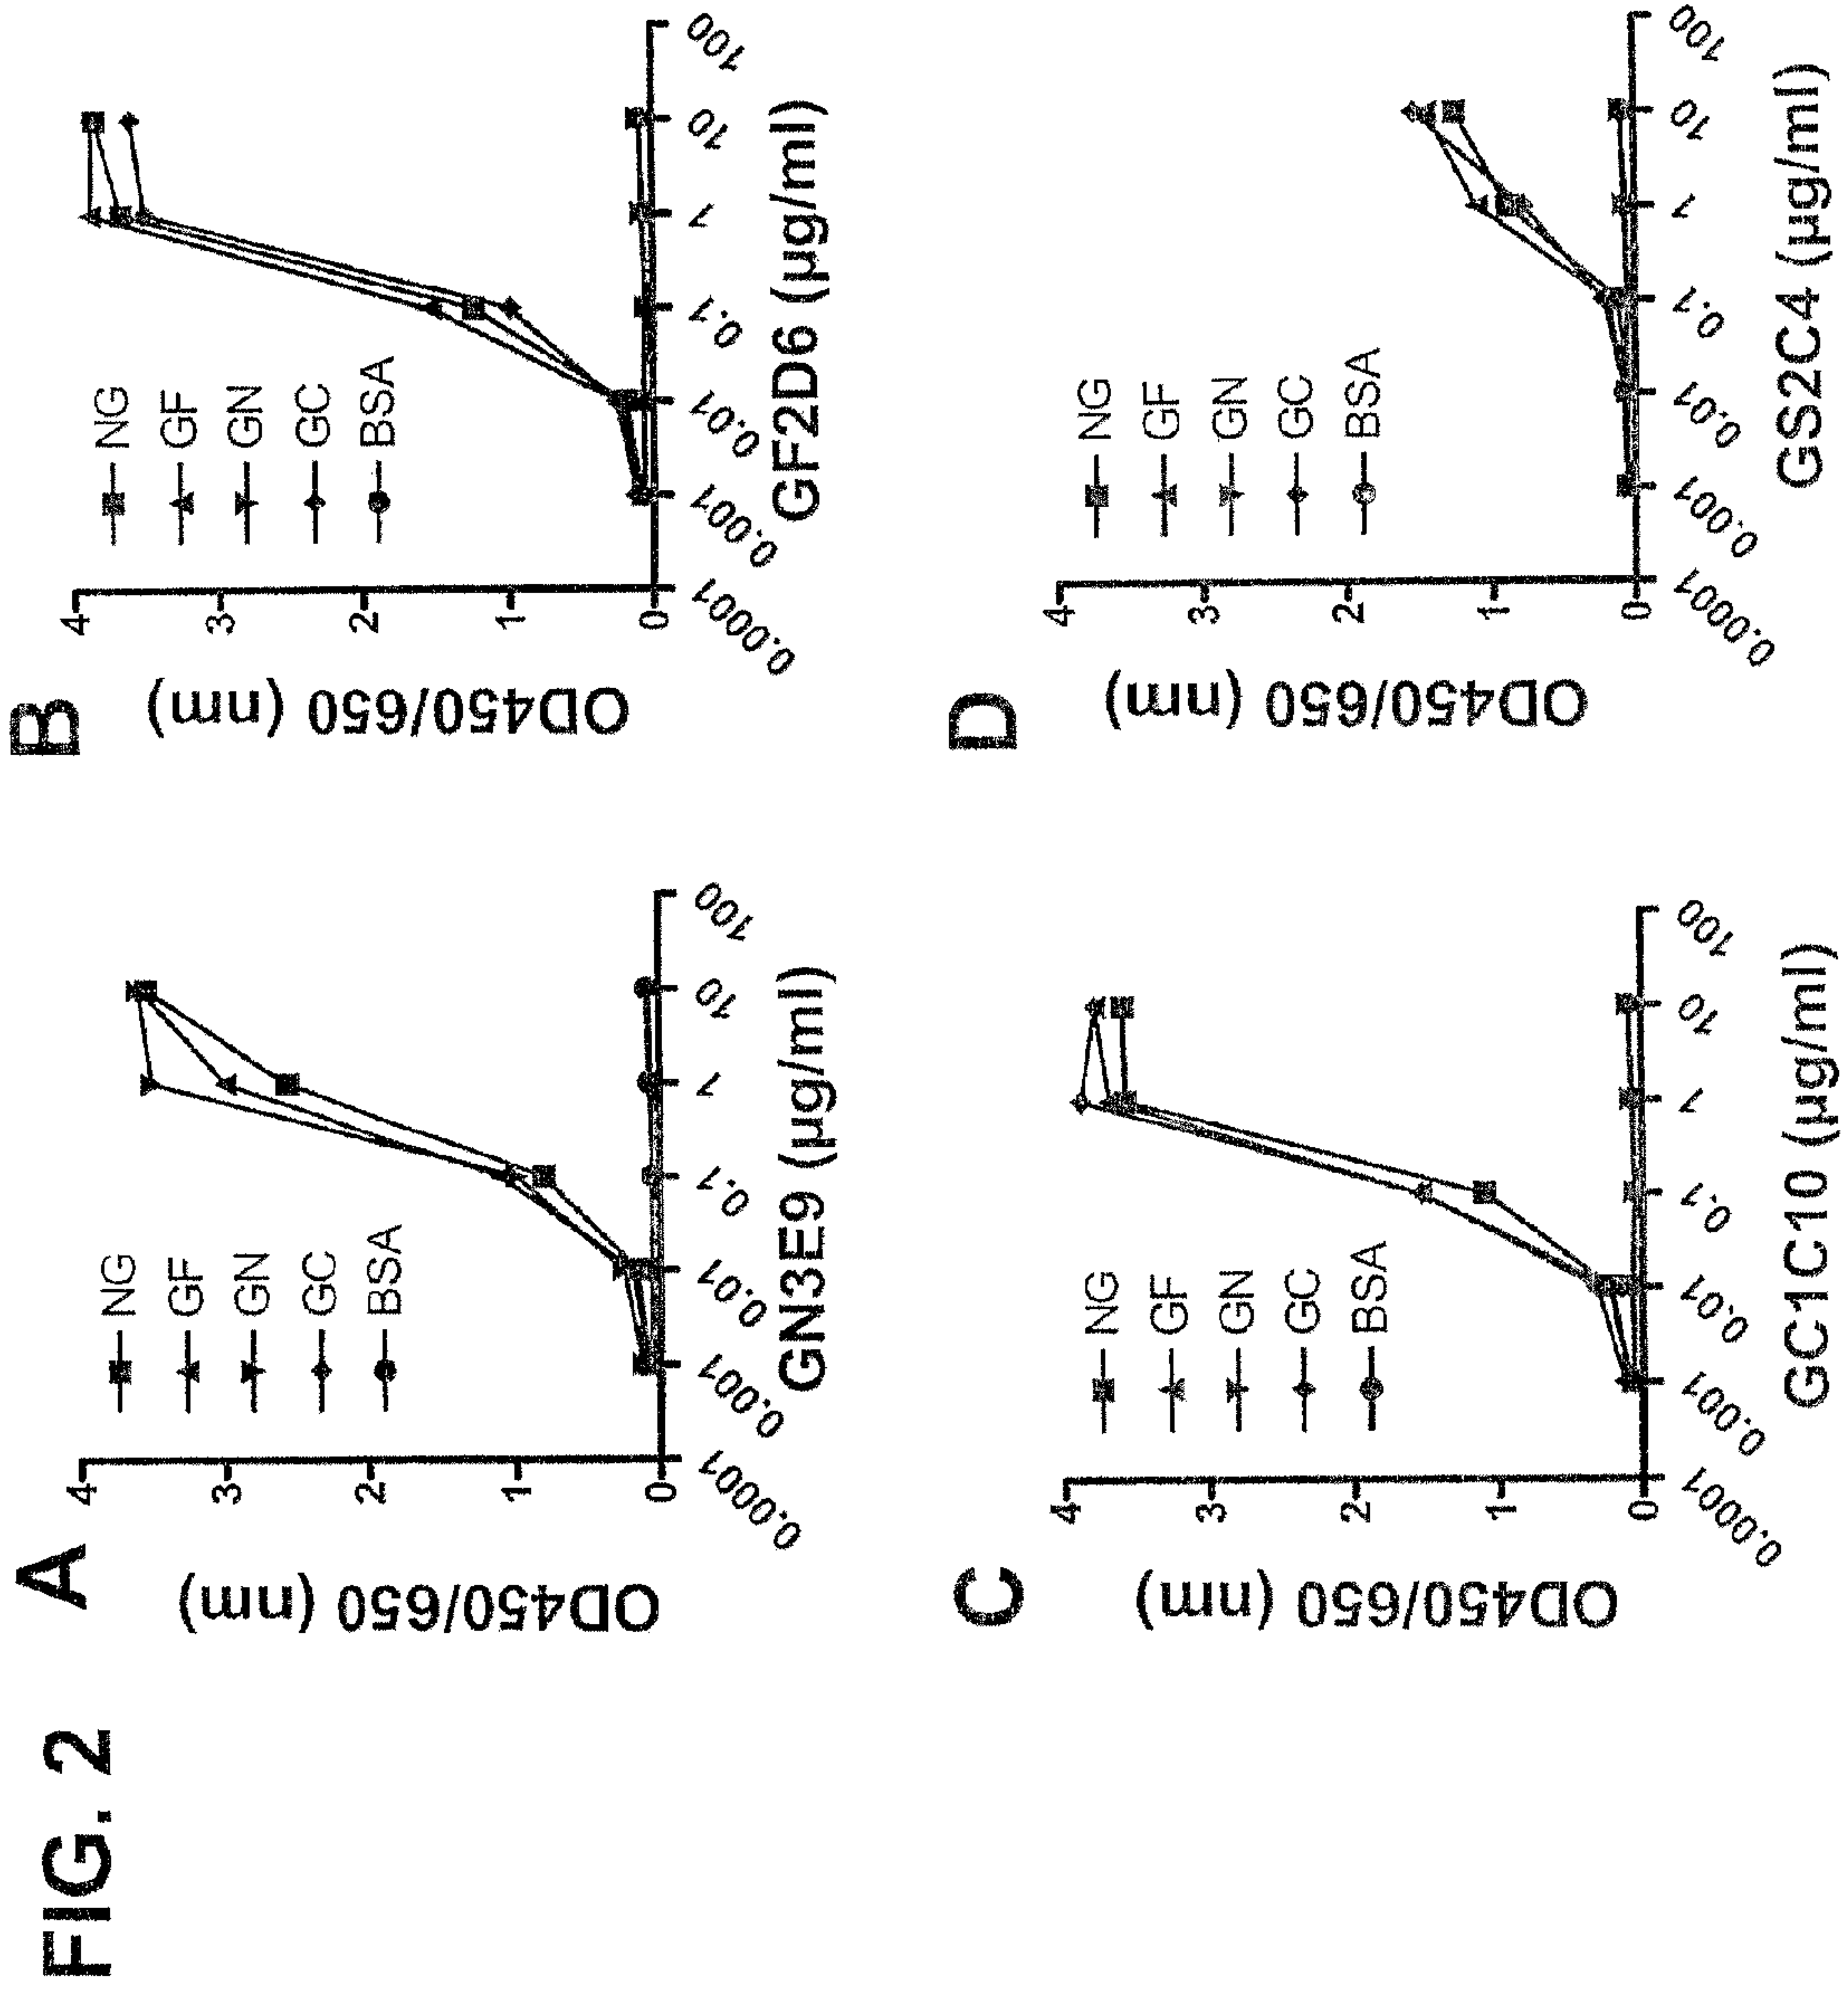 FIG. 2
A
OD450/650 (nm)
4
3
2
1
0
NG
GF
GN
GC
BSA
0.0001
0.001
0.01
0.1
1
10
100
GN3E9 (µg/ml)
B
OD450/650 (nm)
4
3
2
1
0
NG
GF
GN
GC
BSA
0.0001
0.001
0.01
0.1
1
10
100
GF2D6 (µg/ml)
C
OD450/650 (nm)
4
3
2
1
0
NG
GF
GN
GC
BSA
0.0001
0.001
0.01
0.1
1
10
100
GC1C10 (µg/ml)
D
OD450/650 (nm)
4
3
2
1
0
NG
GF
GN
GC
BSA
0.0001
0.001
0.01
0.1
1
10
100
GS2C4 (µg/ml)